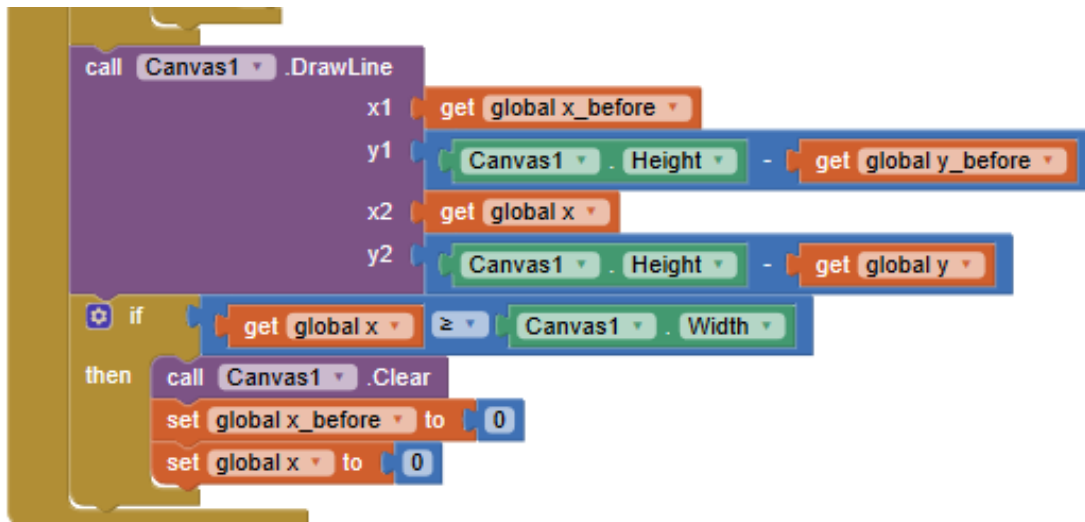 call Canvas1 .DrawLine
x1 get global x_before
y1 Canvas1 . Height - get global y_before
x2 get global x
y2 Canvas1 . Height - get global y
if get global x ≥ Canvas1 . Width
then call Canvas1 .Clear
set global x_before to 0
set global x to 0